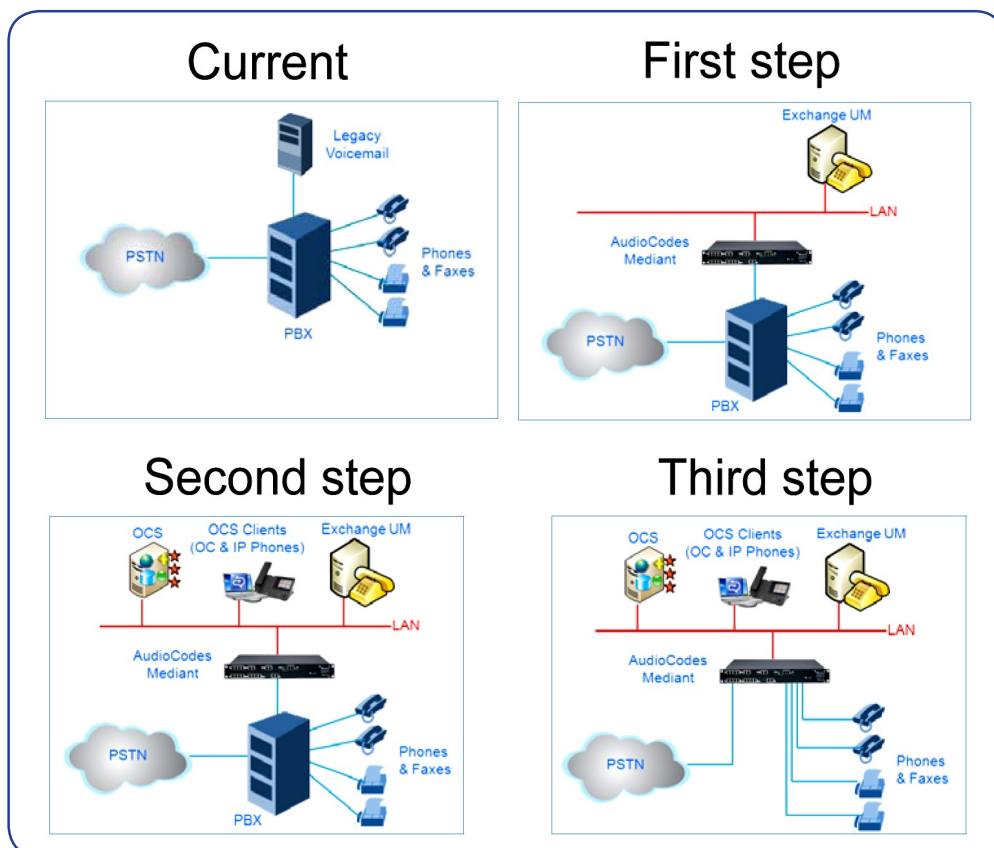 Current
Legacy
Voicemail
PSTN
Phones
& Faxes
PBX
First step
Exchange UM
LAN
AudioCodes
Mediant
PSTN
Phones
& Faxes
PBX
Second step
OCS
OCS Clients
(OC & IP Phones)
Exchange UM
LAN
AudioCodes
Mediant
PSTN
Phones
& Faxes
PBX
Third step
OCS
OCS Clients
(OC & IP Phones)
Exchange UM
LAN
AudioCodes
Mediant
PSTN
Phones
& Faxes